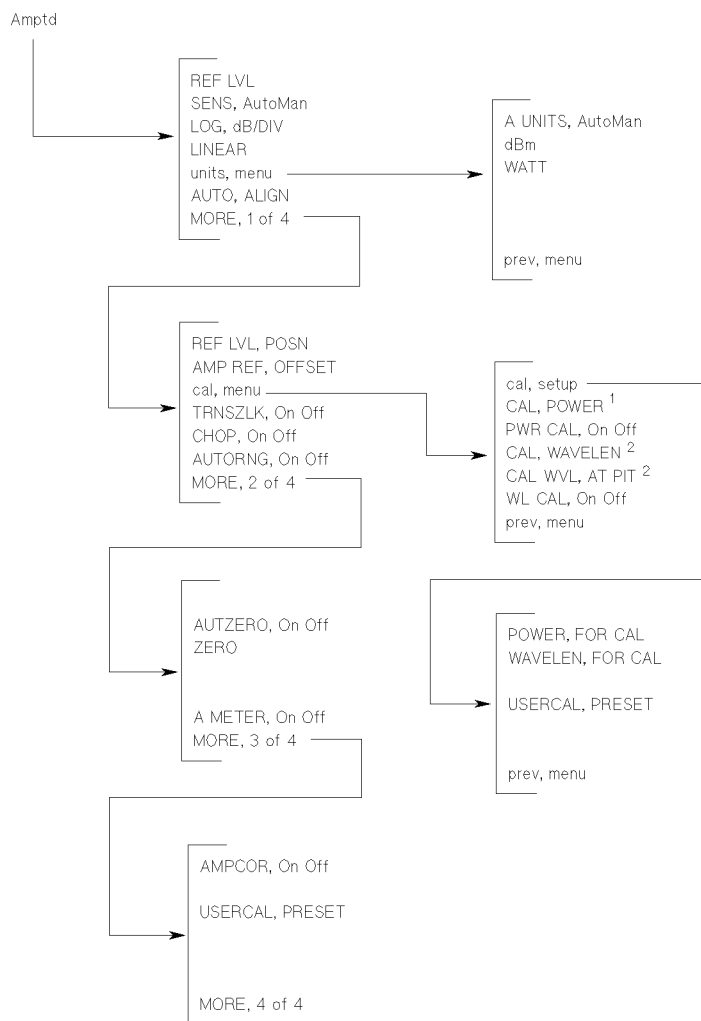 Amptd
REF LVL
SENS, AutoMan
LOG, dB/DIV
LINEAR
units, menu
AUTO, ALIGN
MORE, 1 of 4
A UNITS, AutoMan
dBm
WATT
prev, menu
REF LVL, POSN
AMP REF, OFFSET
cal, menu
TRNSZLK, On Off
CHOP, On Off
AUTORNG, On Off
MORE, 2 of 4
cal, setup
CAL, POWER 1
PWR CAL, On Off
CAL, WAVELEN 2
CAL WVL, AT PIT 2
WL CAL, On Off
prev, menu
AUTZERO, On Off
ZERO
A METER, On Off
MORE, 3 of 4
POWER, FOR CAL
WAVELEN, FOR CAL
USERCAL, PRESET
prev, menu
AMPCOR, On Off
USERCAL, PRESET
MORE, 4 of 4